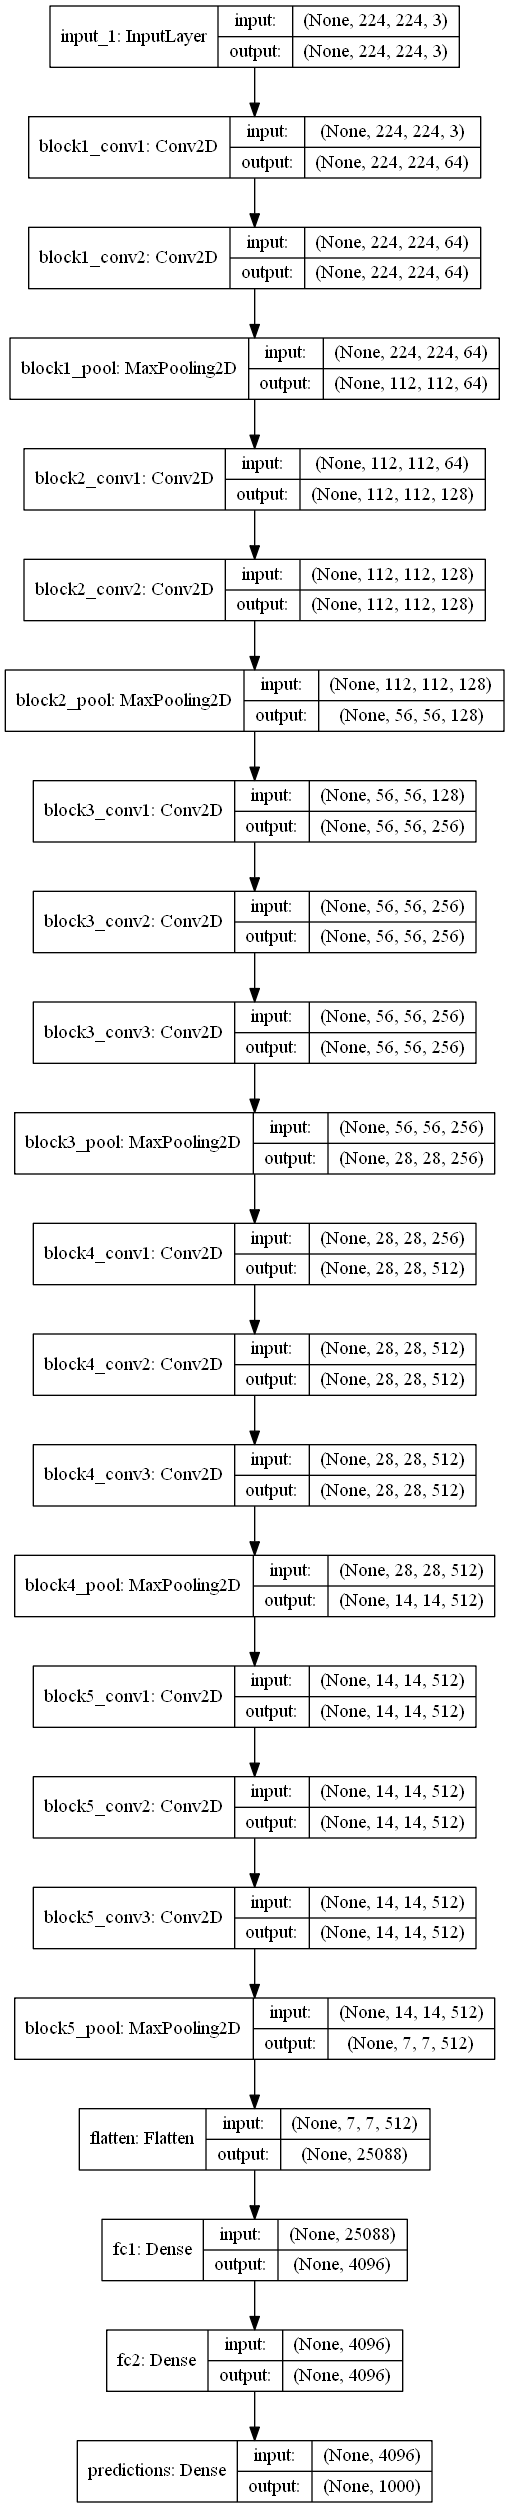 input_1: InputLayer
input: (None, 224, 224, 3)
output: (None, 224, 224, 3)
block1_conv1: Conv2D
input: (None, 224, 224, 3)
output: (None, 224, 224, 64)
block1_conv2: Conv2D
input: (None, 224, 224, 64)
output: (None, 224, 224, 64)
block1_pool: MaxPooling2D
input: (None, 224, 224, 64)
output: (None, 112, 112, 64)
block2_conv1: Conv2D
input: (None, 112, 112, 64)
output: (None, 112, 112, 128)
block2_conv2: Conv2D
input: (None, 112, 112, 128)
output: (None, 112, 112, 128)
block2_pool: MaxPooling2D
input: (None, 112, 112, 128)
output: (None, 56, 56, 128)
block3_conv1: Conv2D
input: (None, 56, 56, 128)
output: (None, 56, 56, 256)
block3_conv2: Conv2D
input: (None, 56, 56, 256)
output: (None, 56, 56, 256)
block3_conv3: Conv2D
input: (None, 56, 56, 256)
output: (None, 56, 56, 256)
block3_pool: MaxPooling2D
input: (None, 56, 56, 256)
output: (None, 28, 28, 256)
block4_conv1: Conv2D
input: (None, 28, 28, 256)
output: (None, 28, 28, 512)
block4_conv2: Conv2D
input: (None, 28, 28, 512)
output: (None, 28, 28, 512)
block4_conv3: Conv2D
input: (None, 28, 28, 512)
output: (None, 28, 28, 512)
block4_pool: MaxPooling2D
input: (None, 28, 28, 512)
output: (None, 14, 14, 512)
block5_conv1: Conv2D
input: (None, 14, 14, 512)
output: (None, 14, 14, 512)
block5_conv2: Conv2D
input: (None, 14, 14, 512)
output: (None, 14, 14, 512)
block5_conv3: Conv2D
input: (None, 14, 14, 512)
output: (None, 14, 14, 512)
block5_pool: MaxPooling2D
input: (None, 14, 14, 512)
output: (None, 7, 7, 512)
flatten: Flatten
input: (None, 7, 7, 512)
output: (None, 25088)
fc1: Dense
input: (None, 25088)
output: (None, 4096)
fc2: Dense
input: (None, 4096)
output: (None, 4096)
predictions: Dense
input: (None, 4096)
output: (None, 1000)